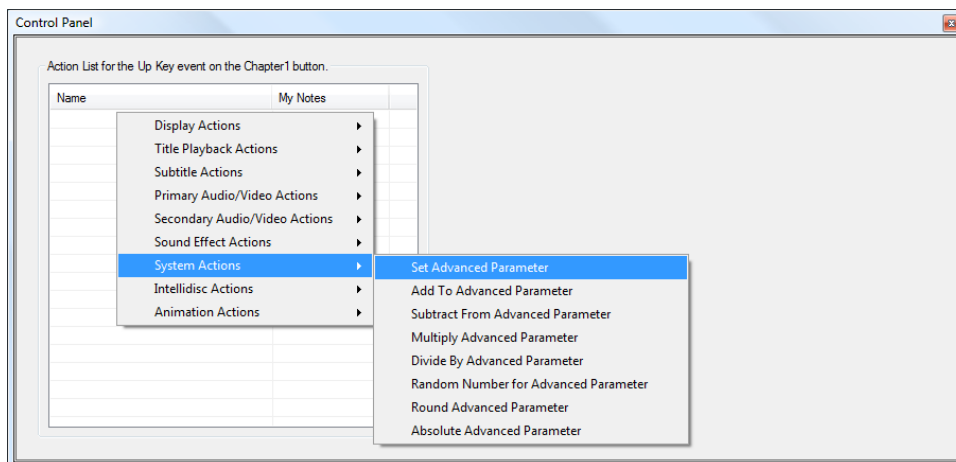 Control Panel
Action List for the Up Key event on the Chapter1 button.
Name My Notes
Display Actions
Title Playback Actions
Subtitle Actions
Primary Audio/Video Actions
Secondary Audio/Video Actions
Sound Effect Actions
System Actions
Intellidisc Actions
Animation Actions
Set Advanced Parameter
Add To Advanced Parameter
Subtract From Advanced Parameter
Multiply Advanced Parameter
Divide By Advanced Parameter
Random Number for Advanced Parameter
Round Advanced Parameter
Absolute Advanced Parameter